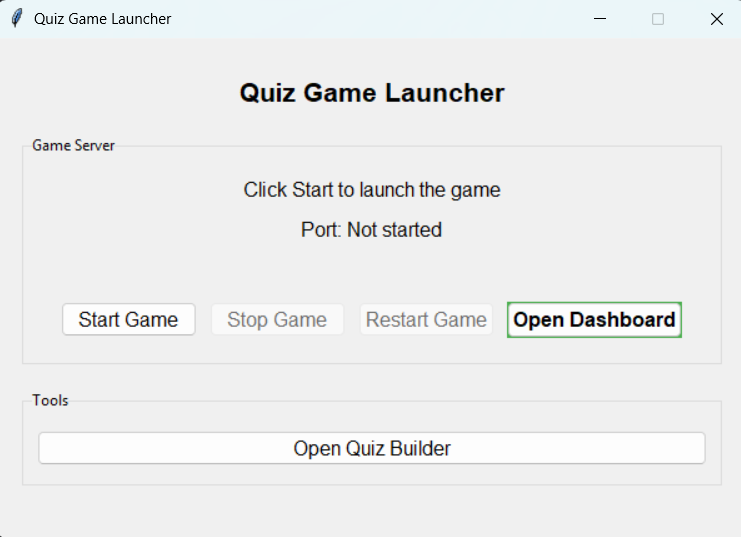 Quiz Game Launcher
Quiz Game Launcher
Game Server
Click Start to launch the game
Port: Not started
Start Game Stop Game Restart Game Open Dashboard
Tools
Open Quiz Builder